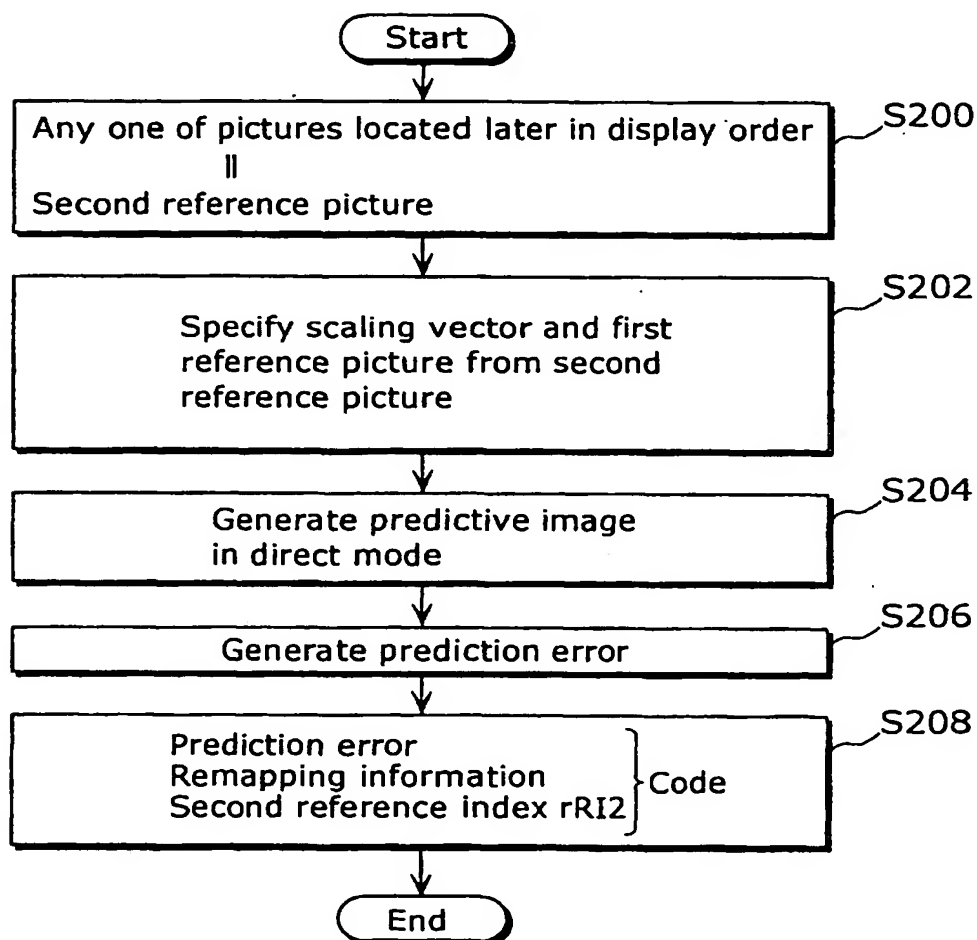 Start
Any one of pictures located later in display order
||
Second reference picture
S200
Specify scaling vector and first
reference picture from second
reference picture
S202
Generate predictive image
in direct mode
S204
Generate prediction error
S206
Prediction error
Remapping information
Second reference index rRI2
Code
S208
End